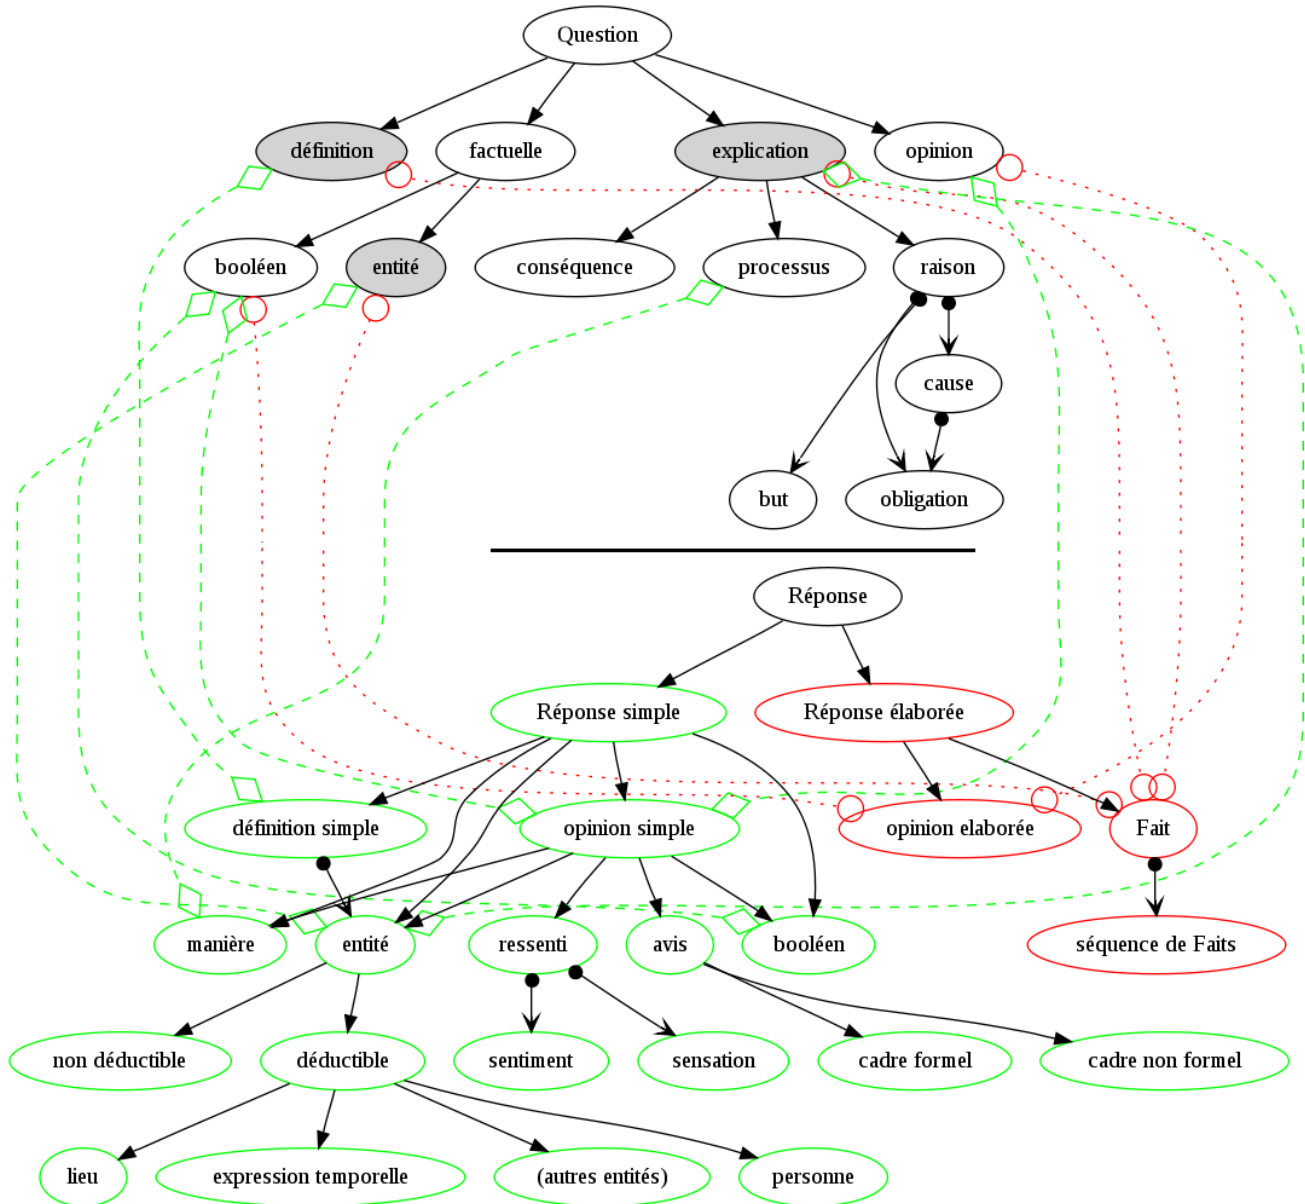 Question
définition
factuelle
explication
opinion
booléen
entité
conséquence
processus
raison
cause
but
obligation
Réponse
Réponse simple
Réponse élaborée
définition simple
opinion simple
opinion elaborée
Fait
manière
entité
ressenti
avis
booléen
séquence de Faits
non déductible
déductible
sentiment
sensation
cadre formel
cadre non formel
lieu
expression temporelle
(autres entités)
personne